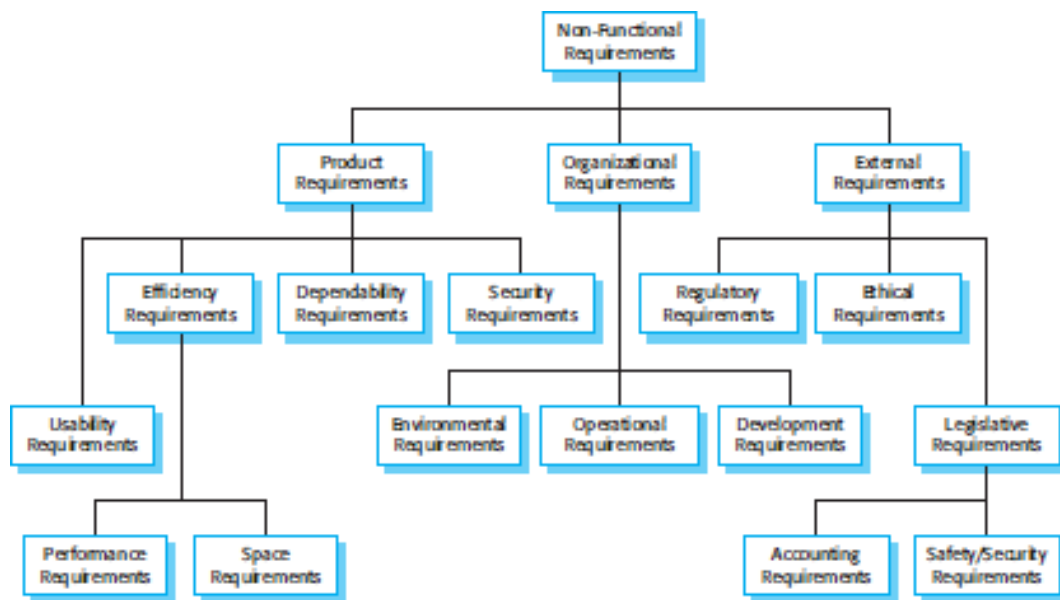 Non-Functional
Requirements
Product
Requirements
Organizational
Requirements
External
Requirements
Efficiency
Requirements
Dependability
Requirements
Security
Requirements
Regulatory
Requirements
Ethical
Requirements
Usability
Requirements
Environmental
Requirements
Operational
Requirements
Development
Requirements
Legislative
Requirements
Performance
Requirements
Space
Requirements
Accounting
Requirements
Safety/Security
Requirements